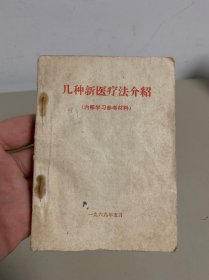 几种新医疗法介紹
（内部学习参考材料）
一九六九年五月